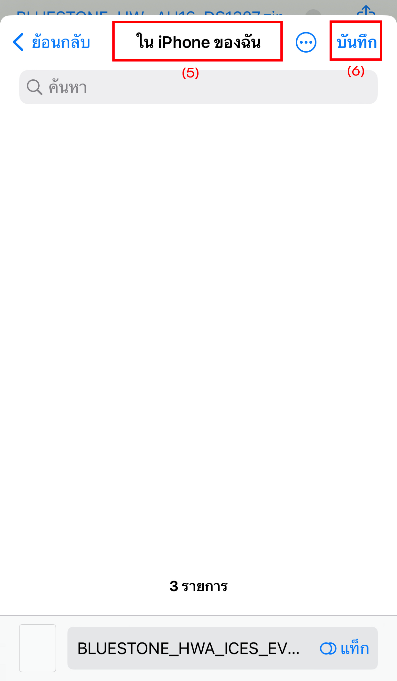 ย้อนกลับ ใน iPhone ของฉัน บันทึก
(5) (6)
ค้นหา
3 รายการ
BLUESTONE_HWA_ICES_EV... แท็ก